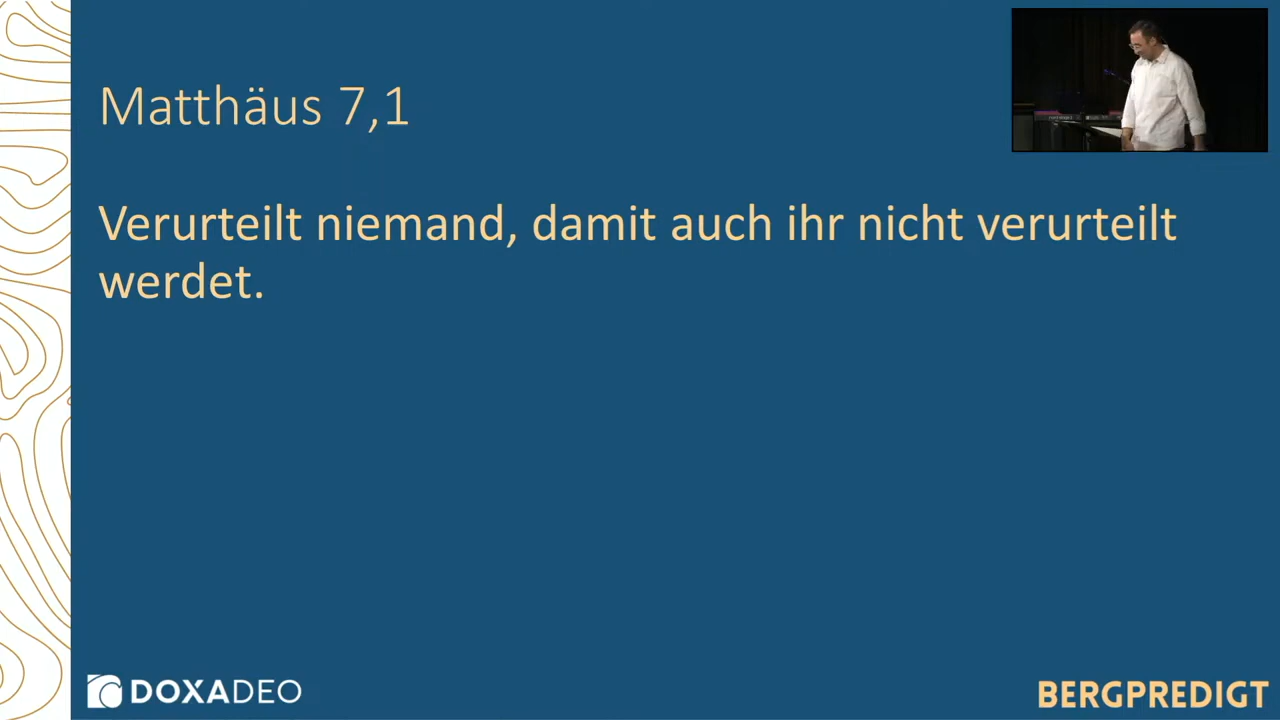 Matthäus 7,1
Verurteilt niemand, damit auch ihr nicht verurteilt
werdet.
DOXADEO
BERGPREDIGT